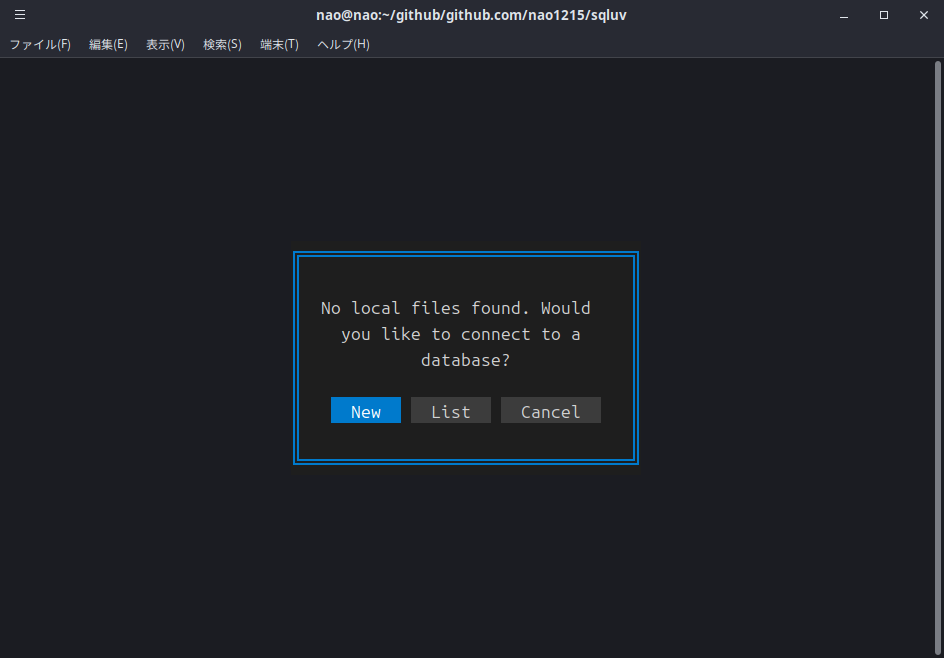 nao@nao:~/github/github.com/nao1215/sqluv
ファイル(F) 編集(E) 表示(V) 検索(S) 端末(T) ヘルプ(H)
No local files found. Would
you like to connect to a
database?
New List Cancel